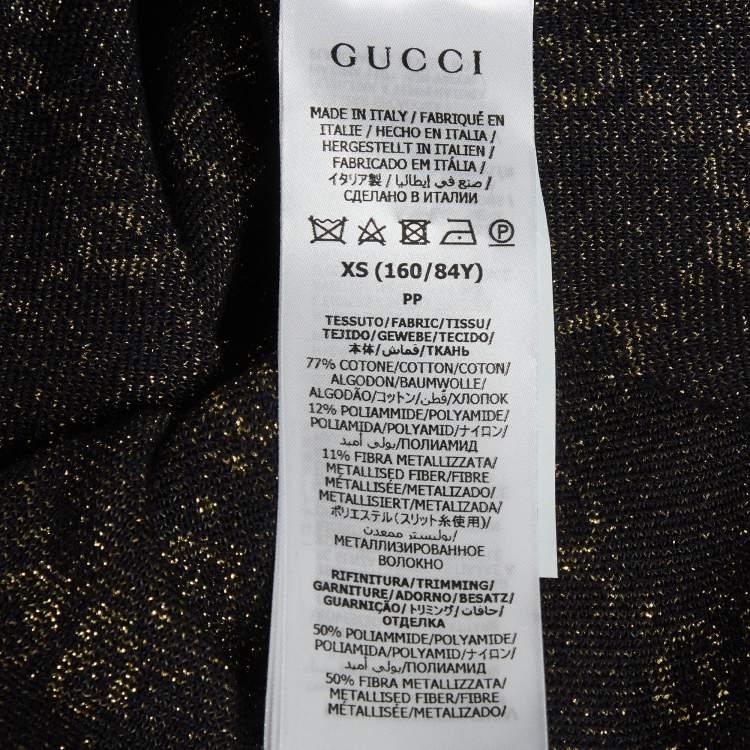 GUCCI
MADE IN ITALY / FABRIQUÉ EN
ITALIE / HECHO EN ITALIA /
HERGESTELLT IN ITALIEN /
FABRICADO EM ITÁLIA /
イタリア製 / صنع في إيطاليا /
СДЕЛАНО В ИТАЛИИ
P
XS (160/84Y)
PP
TESSUTO/FABRIC/TISSU/
TEJIDO/GEWEBE/TECIDO/
本体/قماش/ТКАНЬ
77% COTONE/COTTON/COTON/
ALGODON/BAUMWOLLE/
ALGODÃO/コットン/قطن/ХЛОПОК
12% POLIAMMIDE/POLYAMIDE/
POLIAMIDA/POLYAMID/ナイロン/
بولي أميد/ПОЛИАМИД
11% FIBRA METALLIZZATA/
METALLISED FIBER/FIBRE
MÉTALLISÉE/METALIZADO/
METALLISIERT/METALIZADA/
ポリエステル(スリット糸使用)/
بوليستر ممعدن/
МЕТАЛЛИЗИРОВАННОЕ
ВОЛОКНО
RIFINITURA/TRIMMING/
GARNITURE/ADORNO/BESATZ/
GUARNIÇÃO/トリミング/حافات/
ОТДЕЛКА
50% POLIAMMIDE/POLYAMIDE/
POLIAMIDA/POLYAMID/ナイロン/
بولي أميد/ПОЛИАМИД
50% FIBRA METALLIZZATA/
METALLISED FIBER/FIBRE
MÉTALLISÉE/METALIZADO/